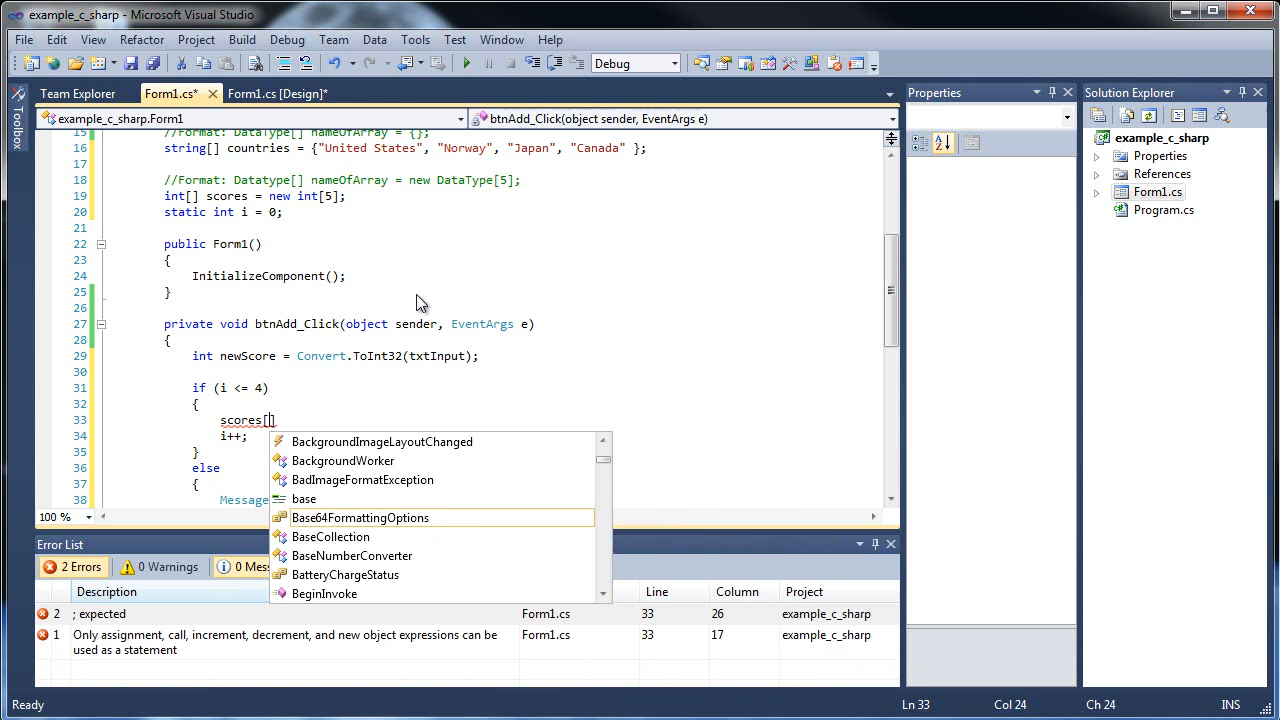 example_c_sharp - Microsoft Visual Studio
File Edit View Refactor Project Build Debug Team Data Tools Test Window Help
Debug
Toolbox
Team Explorer Form1.cs* Form1.cs [Design]*
example_c_sharp.Form1 btnAdd_Click(object sender, EventArgs e)
15 //Format: DataType[] nameOfArray = {};
16 string[] countries = {"United States", "Norway", "Japan", "Canada" };
17
18 //Format: Datatype[] nameOfArray = new DataType[5];
19 int[] scores = new int[5];
20 static int i = 0;
21
22 public Form1()
23 {
24 InitializeComponent();
25 }
26
27 private void btnAdd_Click(object sender, EventArgs e)
28 {
29 int newScore = Convert.ToInt32(txtInput);
30
31 if (i <= 4)
32 {
33 scores[]
34 i++;
35 }
36 else
37 {
38 Message
BackgroundImageLayoutChanged
BackgroundWorker
BadImageFormatException
base
Base64FormattingOptions
BaseCollection
BaseNumberConverter
BatteryChargeStatus
BeginInvoke
100 %
Error List
2 Errors 0 Warnings 0 Mess
Description Line Column Project
2 ; expected Form1.cs 33 26 example_c_sharp
1 Only assignment, call, increment, decrement, and new object expressions can be used as a statement Form1.cs 33 17 example_c_sharp
Properties
Solution Explorer
example_c_sharp
Properties
References
Form1.cs
Program.cs
Ready Ln 33 Col 24 Ch 24 INS